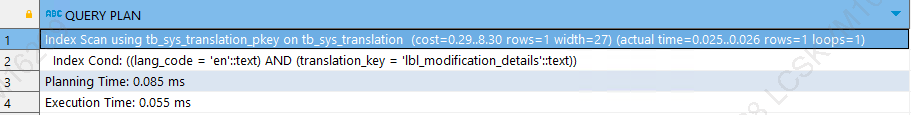 ABC QUERY PLAN
1 Index Scan using tb_sys_translation_pkey on tb_sys_translation (cost=0.29..8.30 rows=1 width=27) (actual time=0.025..0.026 rows=1 loops=1)
2 Index Cond: ((lang_code = 'en'::text) AND (translation_key = 'lbl_modification_details'::text))
3 Planning Time: 0.085 ms
4 Execution Time: 0.055 ms